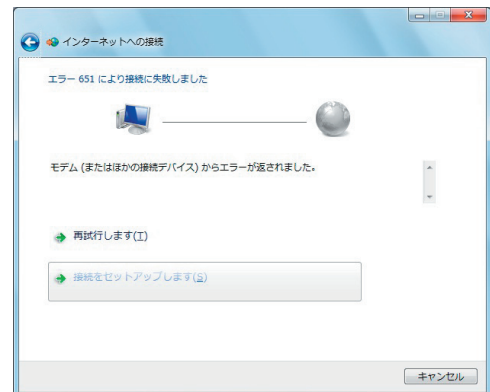 インターネットへの接続
エラー 651 により接続に失敗しました
モデム (またはほかの接続デバイス) からエラーが返されました。
再試行します(T)
接続をセットアップします(S)
キャンセル